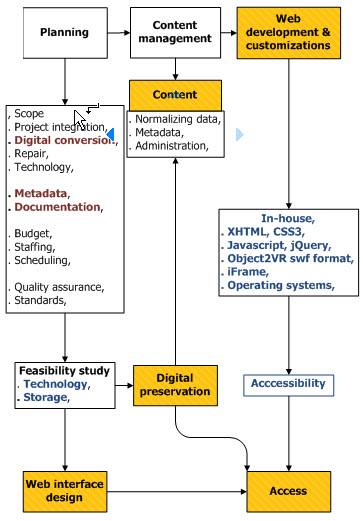 Planning
Content
management
Web
development &
customizations
, Scope
. Project integration,
. Digital conversion,
. Repair,
. Technology,
. Metadata,
. Documentation,
. Budget,
. Staffing,
. Scheduling,
. Quality assurance,
. Standards,
Content
. Normalizing data,
. Metadata,
. Administration,
In-house,
. XHTML, CSS3,
. Javascript, jQuery,
. Object2VR swf format,
. iFrame,
. Operating systems,
Feasibility study
. Technology,
. Storage,
Digital
preservation
Acccessibility
Web interface
design
Access